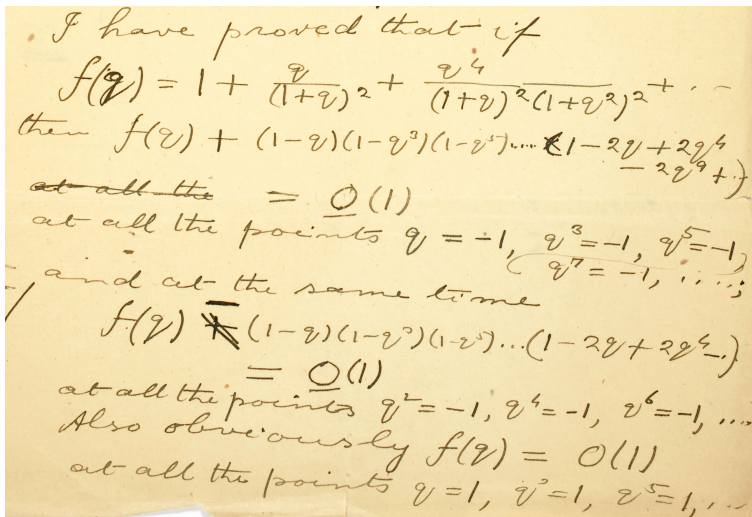 I have proved that if
f(q) = 1 + q/(1+q)² + q⁴/(1+q)²(1+q²)² + ...
then f(q) + (1-q)(1-q³)(1-q⁵).... (1 - 2q + 2q⁴
- 2q⁹ + ..)
at all the = O(1)
at all the points q = -1, q³ = -1, q⁵ = -1,
q⁷ = -1, ....;
and at the same time
f(q) - (1-q)(1-q³)(1-q⁵)...(1 - 2q + 2q⁴...)
= O(1)
at all the points q² = -1, q⁴ = -1, q⁶ = -1, ....
Also obviously f(q) = O(1)
at all the points q = 1, q³ = 1, q⁵ = 1, ...